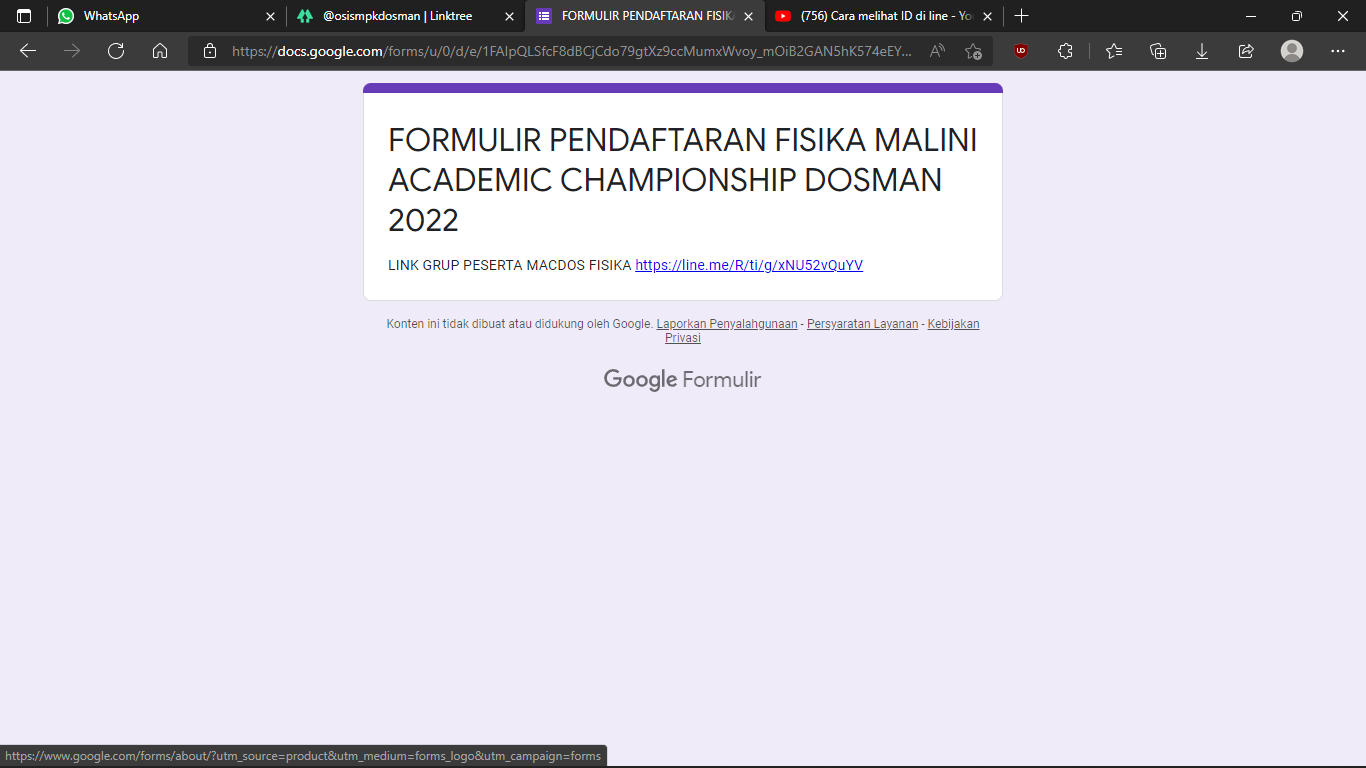 WhatsApp
@osismpkdosman | Linktree
FORMULIR PENDAFTARAN FISIK
(756) Cara melihat ID di line - Yo
https://docs.google.com/forms/u/0/d/e/1FAIpQLSfcF8dBCjCdo79gtXz9ccMumxWvoy_mOiB2GAN5hK574eEY...
FORMULIR PENDAFTARAN FISIKA MALINI
ACADEMIC CHAMPIONSHIP DOSMAN
2022
LINK GRUP PESERTA MACDOS FISIKA https://line.me/R/ti/g/xNU52vQuYV
Konten ini tidak dibuat atau didukung oleh Google. Laporkan Penyalahgunaan - Persyaratan Layanan - Kebijakan
Privasi
Google Formulir
https://www.google.com/forms/about/?utm_source=product&utm_medium=forms_logo&utm_campaign=forms